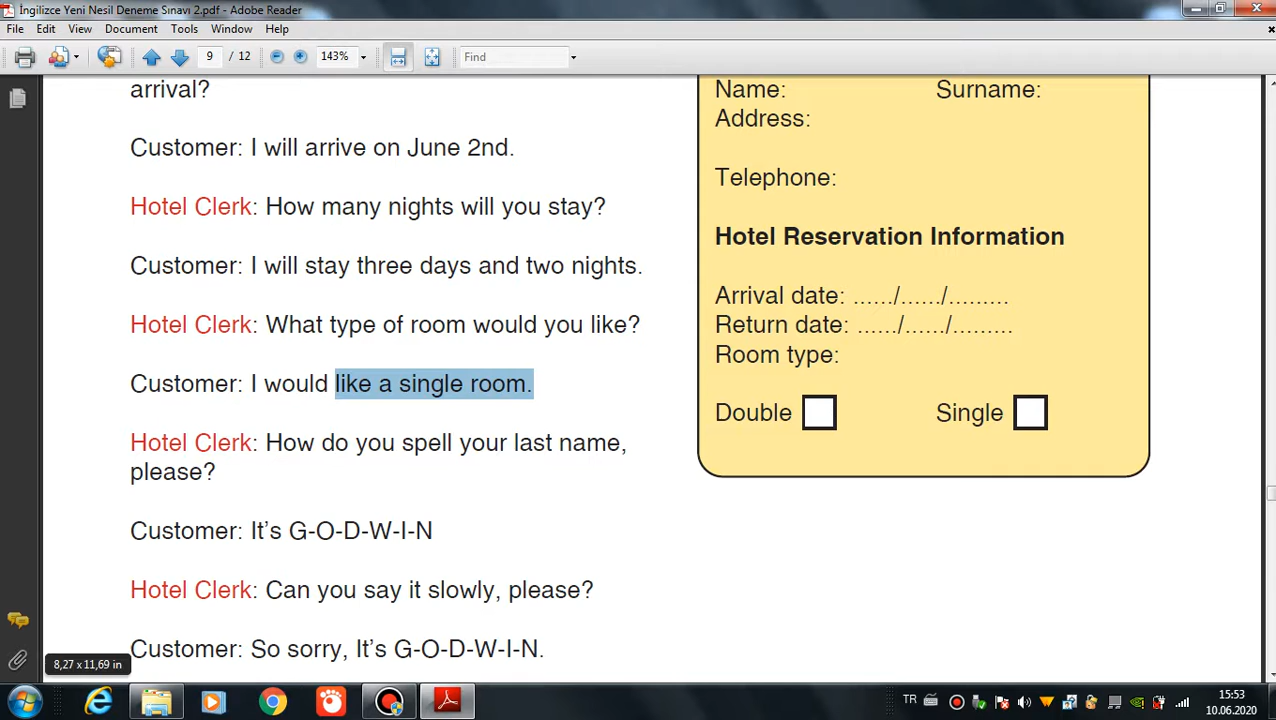 İngilizce Yeni Nesil Deneme Sınavı 2.pdf - Adobe Reader
File Edit View Document Tools Window Help
9 / 12 143% Find
arrival?
Customer: I will arrive on June 2nd.
Hotel Clerk: How many nights will you stay?
Customer: I will stay three days and two nights.
Hotel Clerk: What type of room would you like?
Customer: I would like a single room.
Hotel Clerk: How do you spell your last name,
please?
Customer: It’s G-O-D-W-I-N
Hotel Clerk: Can you say it slowly, please?
Customer: So sorry, It’s G-O-D-W-I-N.
Name: Surname:
Address:
Telephone:
Hotel Reservation Information
Arrival date: ....../....../.........
Return date: ....../....../.........
Room type:
Double Single
8,27 x 11,69 in
TR
15:53
10.06.2020